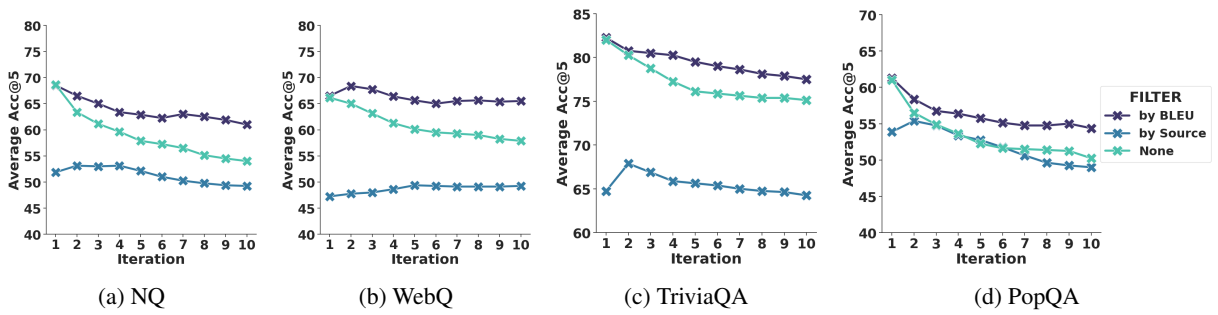 80
75
70
65
60
55
50
45
40
Average Acc@5
1 2 3 4 5 6 7 8 9 10
Iteration
(a) NQ
80
75
70
65
60
55
50
45
40
Average Acc@5
1 2 3 4 5 6 7 8 9 10
Iteration
(b) WebQ
85
80
75
70
65
60
Average Acc@5
1 2 3 4 5 6 7 8 9 10
Iteration
(c) TriviaQA
70
65
60
55
50
45
40
Average Acc@5
1 2 3 4 5 6 7 8 9 10
Iteration
(d) PopQA
FILTER
by BLEU
by Source
None